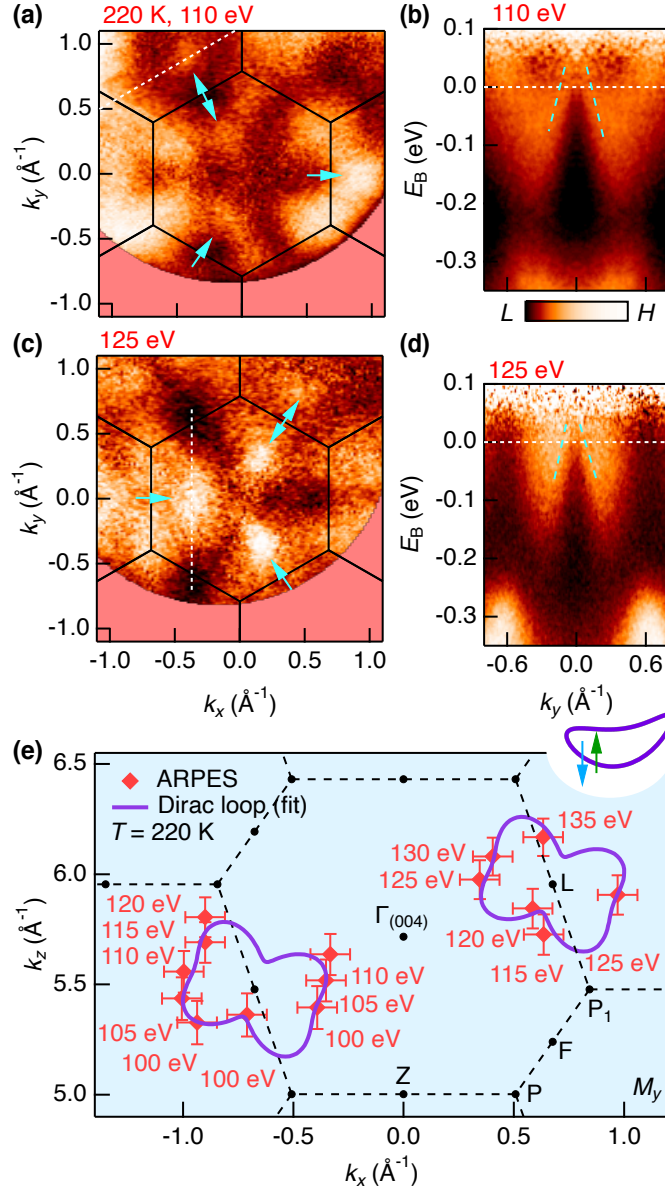 (a) 220 K, 110 eV
1.0
0.5
0.0
-0.5
-1.0
k_y (Å⁻¹)
(b) 110 eV
0.1
0.0
-0.1
-0.2
-0.3
E_B (eV)
L H
(c) 125 eV
1.0
0.5
0.0
-0.5
-1.0
k_y (Å⁻¹)
-1.0 -0.5 0.0 0.5 1.0
k_x (Å⁻¹)
(d) 125 eV
0.1
0.0
-0.1
-0.2
-0.3
E_B (eV)
-0.6 0.0 0.6
k_y (Å⁻¹)
(e)
6.5
6.0
5.5
5.0
k_z (Å⁻¹)
ARPES
Dirac loop (fit)
T = 220 K
135 eV
130 eV
125 eV
120 eV
115 eV
125 eV
120 eV
115 eV
110 eV
105 eV
100 eV
100 eV
110 eV
105 eV
100 eV
Γ(004)
L
P₁
F
Z
P
M_y
-1.0 -0.5 0.0 0.5 1.0
k_x (Å⁻¹)